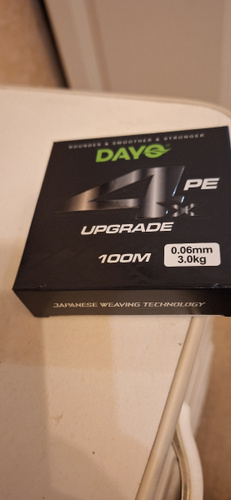 ROUNDER & SMOOTHER & STRONGER
DAYO
4x PE
UPGRADE
100M
0.06mm
3.0kg
JAPANESE WEAVING TECHNOLOGY